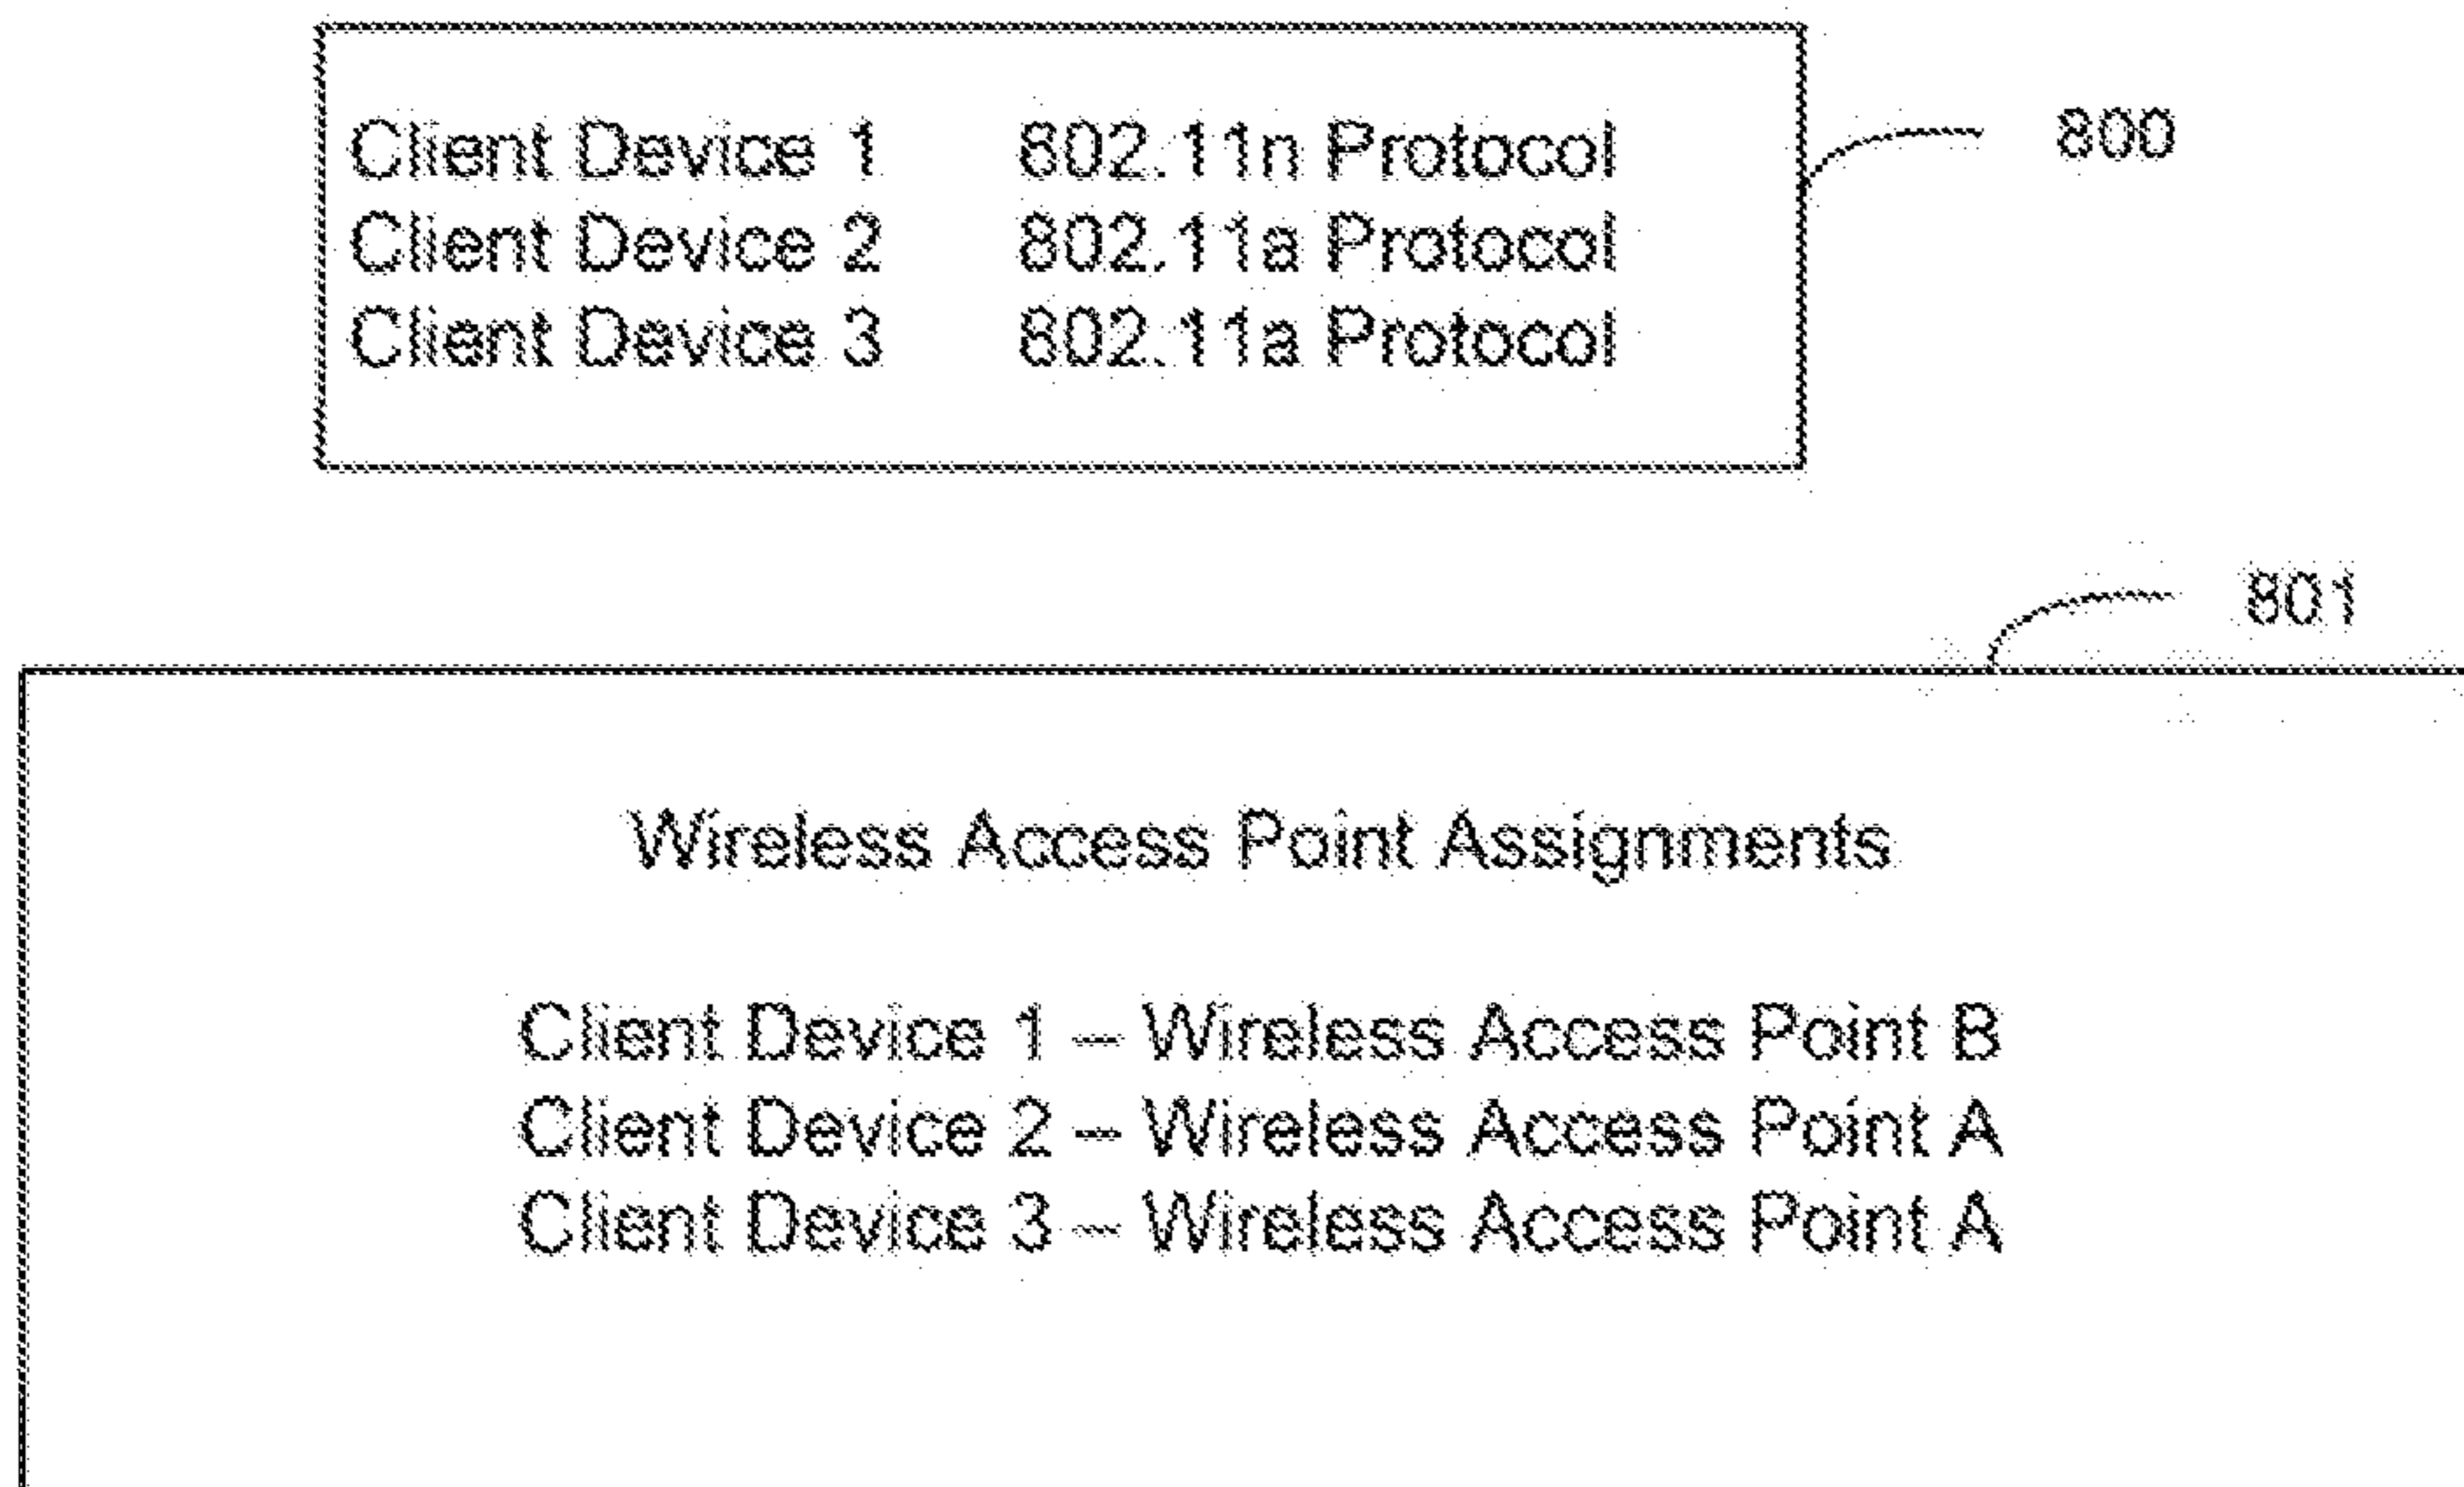 Client Device 1 802.11n Protocol
800
Client Device 2 802.11a Protocol
Client Device 3 802.11a Protocol
801
Wireless Access Point Assignments
Client Device 1 – Wireless Access Point B
Client Device 2 – Wireless Access Point A
Client Device 3 – Wireless Access Point A